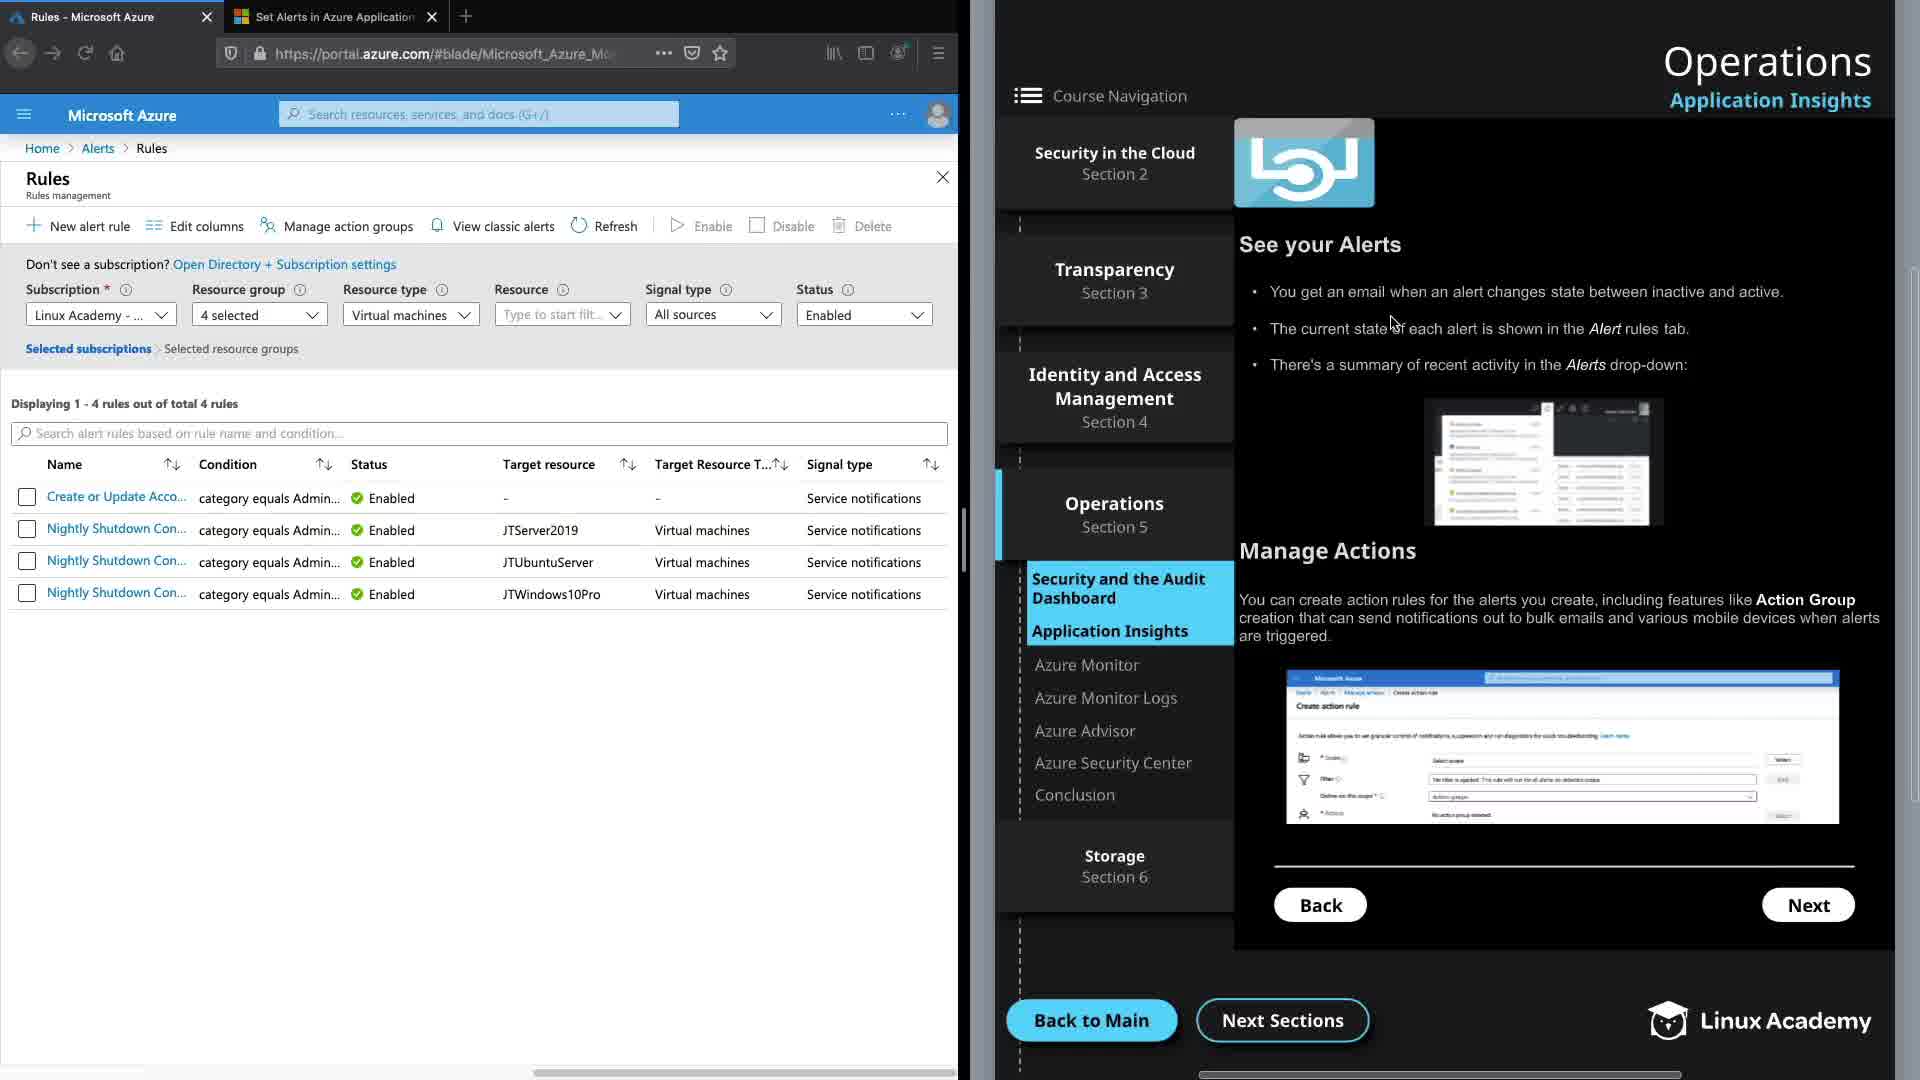 Rules - Microsoft Azure
Set Alerts in Azure Application
https://portal.azure.com/#blade/Microsoft_Azure_Mo
Microsoft Azure
Search resources, services, and docs (G+/)
Home > Alerts > Rules
Rules
Rules management
New alert rule Edit columns Manage action groups View classic alerts Refresh Enable Disable Delete
Don't see a subscription? Open Directory + Subscription settings
Subscription * Resource group Resource type Resource Signal type Status
Linux Academy - ... 4 selected Virtual machines Type to start filt... All sources Enabled
Selected subscriptions > Selected resource groups
Displaying 1 - 4 rules out of total 4 rules
Search alert rules based on rule name and condition...
Name Condition Status Target resource Target Resource T... Signal type
Create or Update Acco... category equals Admin... Enabled - - Service notifications
Nightly Shutdown Con... category equals Admin... Enabled JTServer2019 Virtual machines Service notifications
Nightly Shutdown Con... category equals Admin... Enabled JTUbuntuServer Virtual machines Service notifications
Nightly Shutdown Con... category equals Admin... Enabled JTWindows10Pro Virtual machines Service notifications
Operations
Application Insights
Course Navigation
Security in the Cloud
Section 2
Transparency
Section 3
Identity and Access
Management
Section 4
Operations
Section 5
Security and the Audit
Dashboard
Application Insights
Azure Monitor
Azure Monitor Logs
Azure Advisor
Azure Security Center
Conclusion
Storage
Section 6
See your Alerts
• You get an email when an alert changes state between inactive and active.
• The current state of each alert is shown in the Alert rules tab.
• There's a summary of recent activity in the Alerts drop-down:
Manage Actions
You can create action rules for the alerts you create, including features like Action Group
creation that can send notifications out to bulk emails and various mobile devices when alerts
are triggered.
Microsoft Azure
Create action rule
Back
Next
Back to Main
Next Sections
Linux Academy